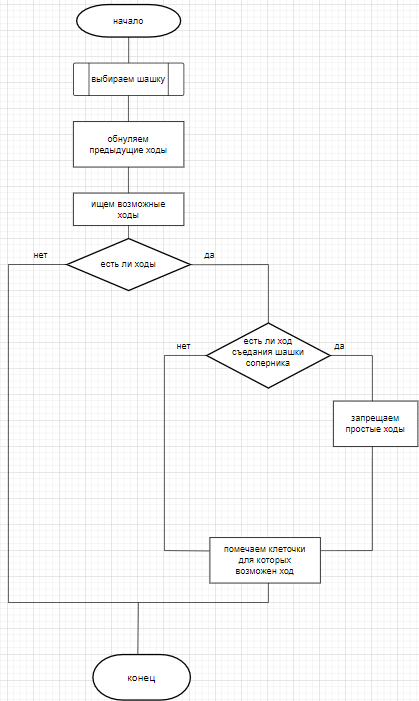 начало
выбираем шашку
обнуляем
предыдущие ходы
ищем возможные
ходы
нет
да
есть ли ходы
есть ли ход
съедания шашки
соперника
нет
да
запрещаем
простые ходы
помечаем клеточки
для которых
возможен ход
конец